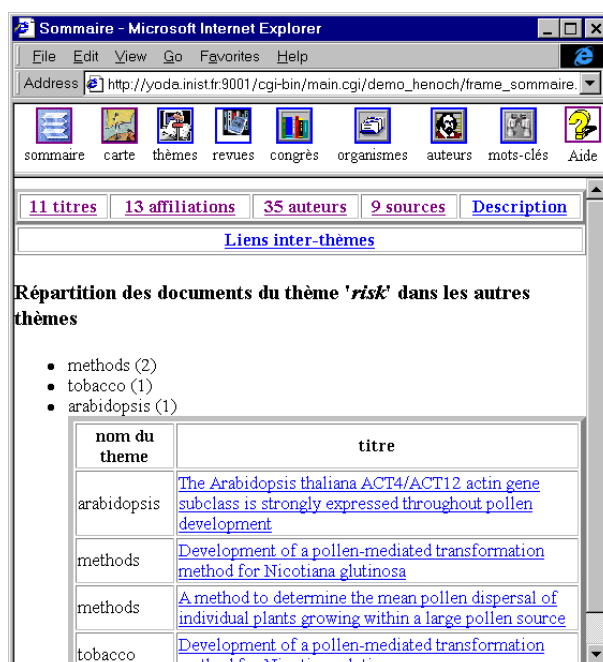 Sommaire - Microsoft Internet Explorer
File Edit View Go Favorites Help
Address http://yoda.inist.fr:9001/cgi-bin/main.cgi/demo_henoch/frame_sommaire.
sommaire carte thèmes revues congrès organismes auteurs mots-clés Aide
11 titres 13 affiliations 35 auteurs 9 sources Description
Liens inter-thèmes
Répartition des documents du thème 'risk' dans les autres
thèmes
methods (2)
tobacco (1)
arabidopsis (1)
nom du
theme
titre
arabidopsis
The Arabidopsis thaliana ACT4/ACT12 actin gene
subclass is strongly expressed throughout pollen
development
methods
Development of a pollen-mediated transformation
method for Nicotiana glutinosa
methods
A method to determine the mean pollen dispersal of
individual plants growing within a large pollen source
tobacco
Development of a pollen-mediated transformation